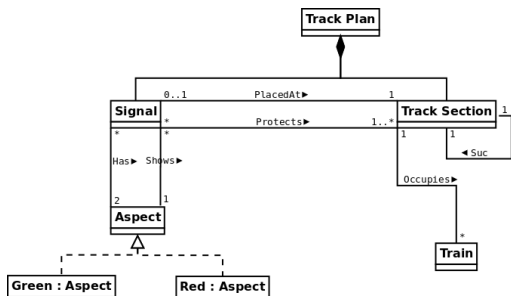 Track Plan
0..1 PlacedAt► 1
Signal
Track Section
1
* Protects► 1..*
* * 1 1
◄ Suc
Has► Shows►
Occupies►
2 1
Aspect
*
Train
Green : Aspect
Red : Aspect